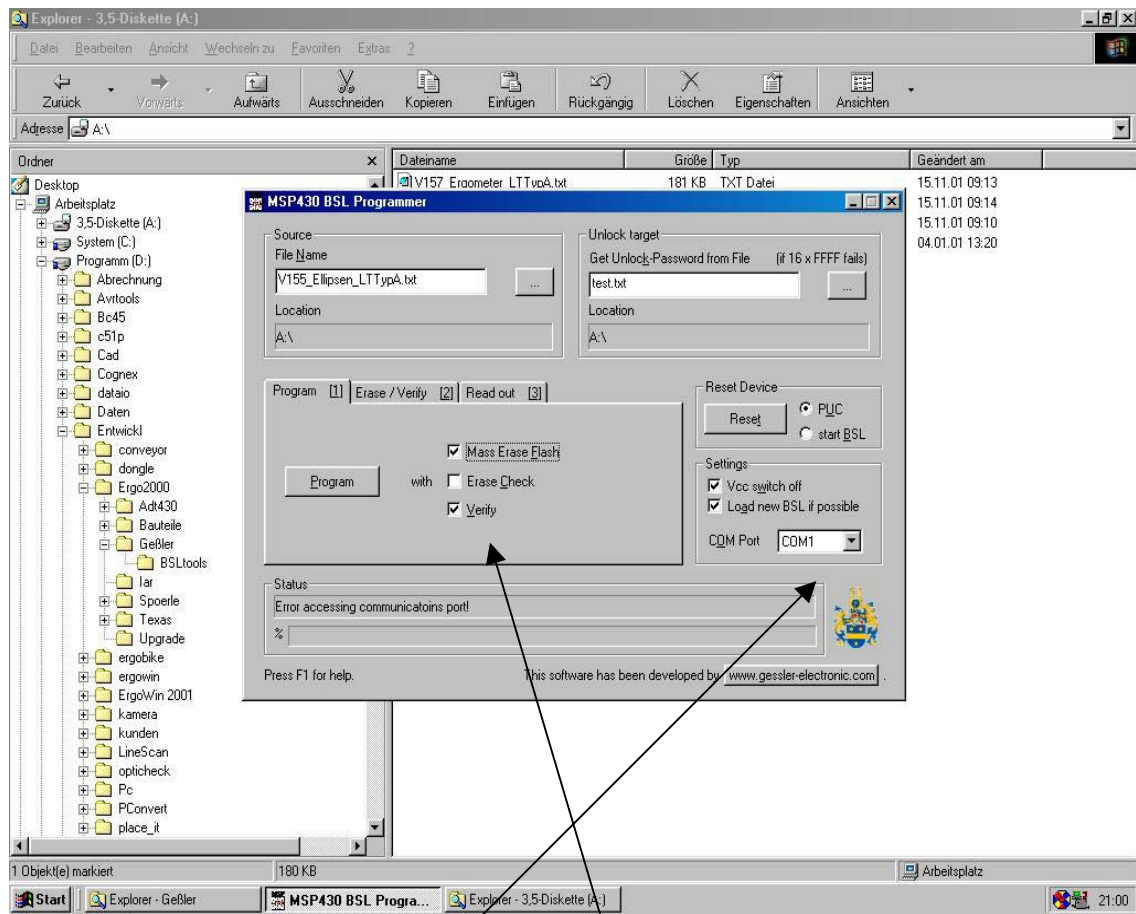 Explorer - 3,5-Diskette (A:)
Datei Bearbeiten Ansicht Wechseln zu Favoriten Extras ?
Zurück Vorwärts Aufwärts Ausschneiden Kopieren Einfügen Rückgängig Löschen Eigenschaften Ansichten
Adresse A:\
Ordner
Desktop
Arbeitsplatz
3,5-Diskette (A:)
System (C:)
Programm (D:)
Abrechnung
Avrtools
Bc45
c51p
Cad
Cognex
dataio
Daten
Entwickl
conveyor
dongle
Ergo2000
Adt430
Bauteile
Geßler
BSLtools
Iar
Spoerle
Texas
Upgrade
ergobike
ergowin
ErgoWin 2001
kamera
kunden
LineScan
opticheck
Pc
PConvert
place_it
Dateiname Größe Typ Geändert am
V157_Ergometer_LTTypA.txt 181 KB TXT Datei 15.11.01 09:13
15.11.01 09:14
15.11.01 09:10
04.01.01 13:20
MSP430 BSL Programmer
Source
File Name
V155_Ellipsen_LTTypA.txt ...
Location
A:\
Unlock target
Get Unlock-Password from File (if 16 x FFFF fails)
test.txt ...
Location
A:\
Program [1] Erase / Verify [2] Read out [3]
Program with
Mass Erase Flash
Erase Check
Verify
Reset Device
Reset
PUC
start BSL
Settings
Vcc switch off
Load new BSL if possible
COM Port COM1
Status
Error accessing communicatoins port!
%
Press F1 for help. This software has been developed by www.gessler-electronic.com .
1 Objekt(e) markiert 180 KB Arbeitsplatz
Start Explorer - Geßler MSP430 BSL Progra... Explorer - 3,5-Diskette (A:) 21:00